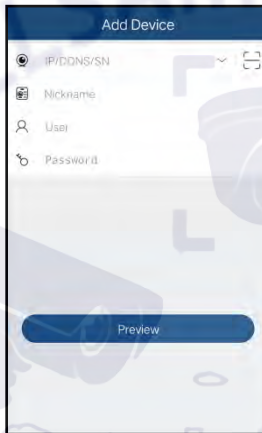 Add Device
IP/DDNS/SN
Nickname
User
Password
Preview